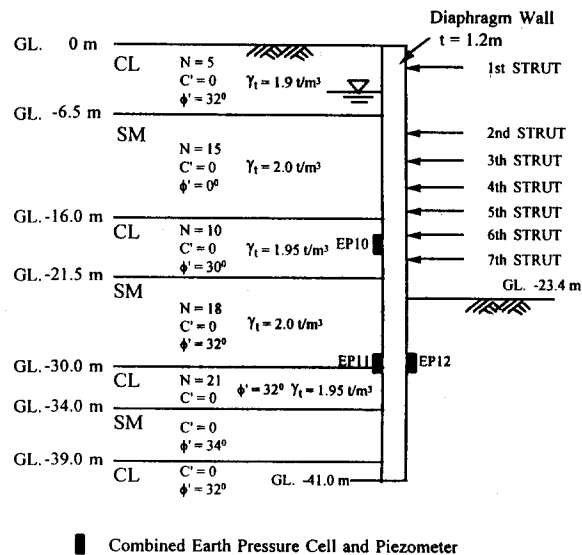 Diaphragm Wall
t = 1.2m
GL. 0 m
CL
N = 5
C' = 0
ϕ' = 32⁰
γt = 1.9 t/m³
1st STRUT
GL. -6.5 m
SM
N = 15
C' = 0
ϕ' = 0⁰
γt = 2.0 t/m³
2nd STRUT
3th STRUT
4th STRUT
5th STRUT
6th STRUT
7th STRUT
GL. -16.0 m
CL
N = 10
C' = 0
ϕ' = 30⁰
γt = 1.95 t/m³
EP10
GL. -21.5 m
GL. -23.4 m
SM
N = 18
C' = 0
ϕ' = 32⁰
γt = 2.0 t/m³
EP11
EP12
GL. -30.0 m
CL
N = 21
C' = 0
ϕ' = 32⁰ γt = 1.95 t/m³
GL. -34.0 m
SM
C' = 0
ϕ' = 34⁰
GL. -39.0 m
CL
C' = 0
ϕ' = 32⁰
GL. -41.0 m
Combined Earth Pressure Cell and Piezometer